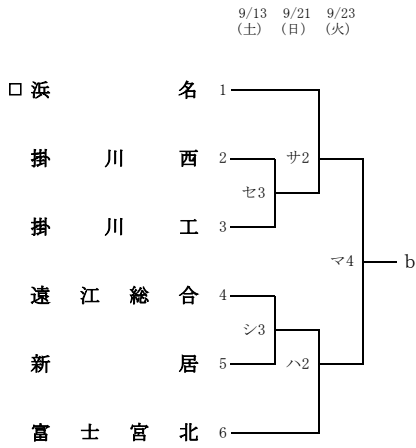 9/13 9/21 9/23
(土) (日) (火)
□ 浜名 1
掛川西 2
サ2
セ3
掛川工 3
マ4 b
遠江総合 4
シ3
新居 5
ハ2
富士宮北 6